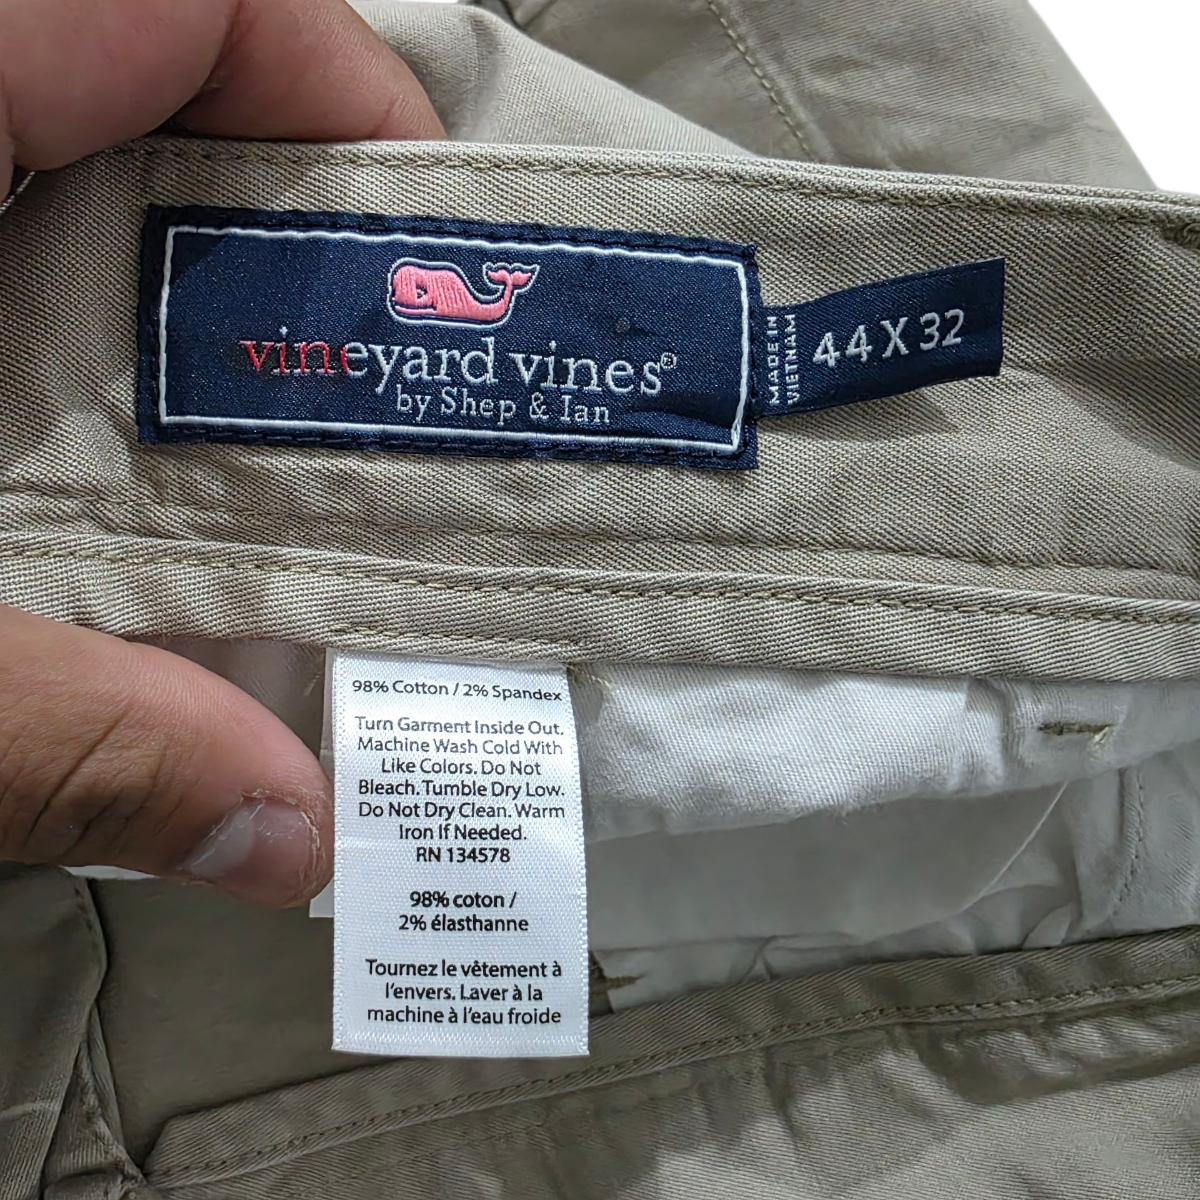 vineyard vines®
by Shep & Ian
MADE IN
VIETNAM
44 X 32
98% Cotton / 2% Spandex
Turn Garment Inside Out.
Machine Wash Cold With
Like Colors. Do Not
Bleach. Tumble Dry Low.
Do Not Dry Clean. Warm
Iron If Needed.
RN 134578
98% coton /
2% élasthanne
Tournez le vêtement à
l'envers. Laver à la
machine à l'eau froide